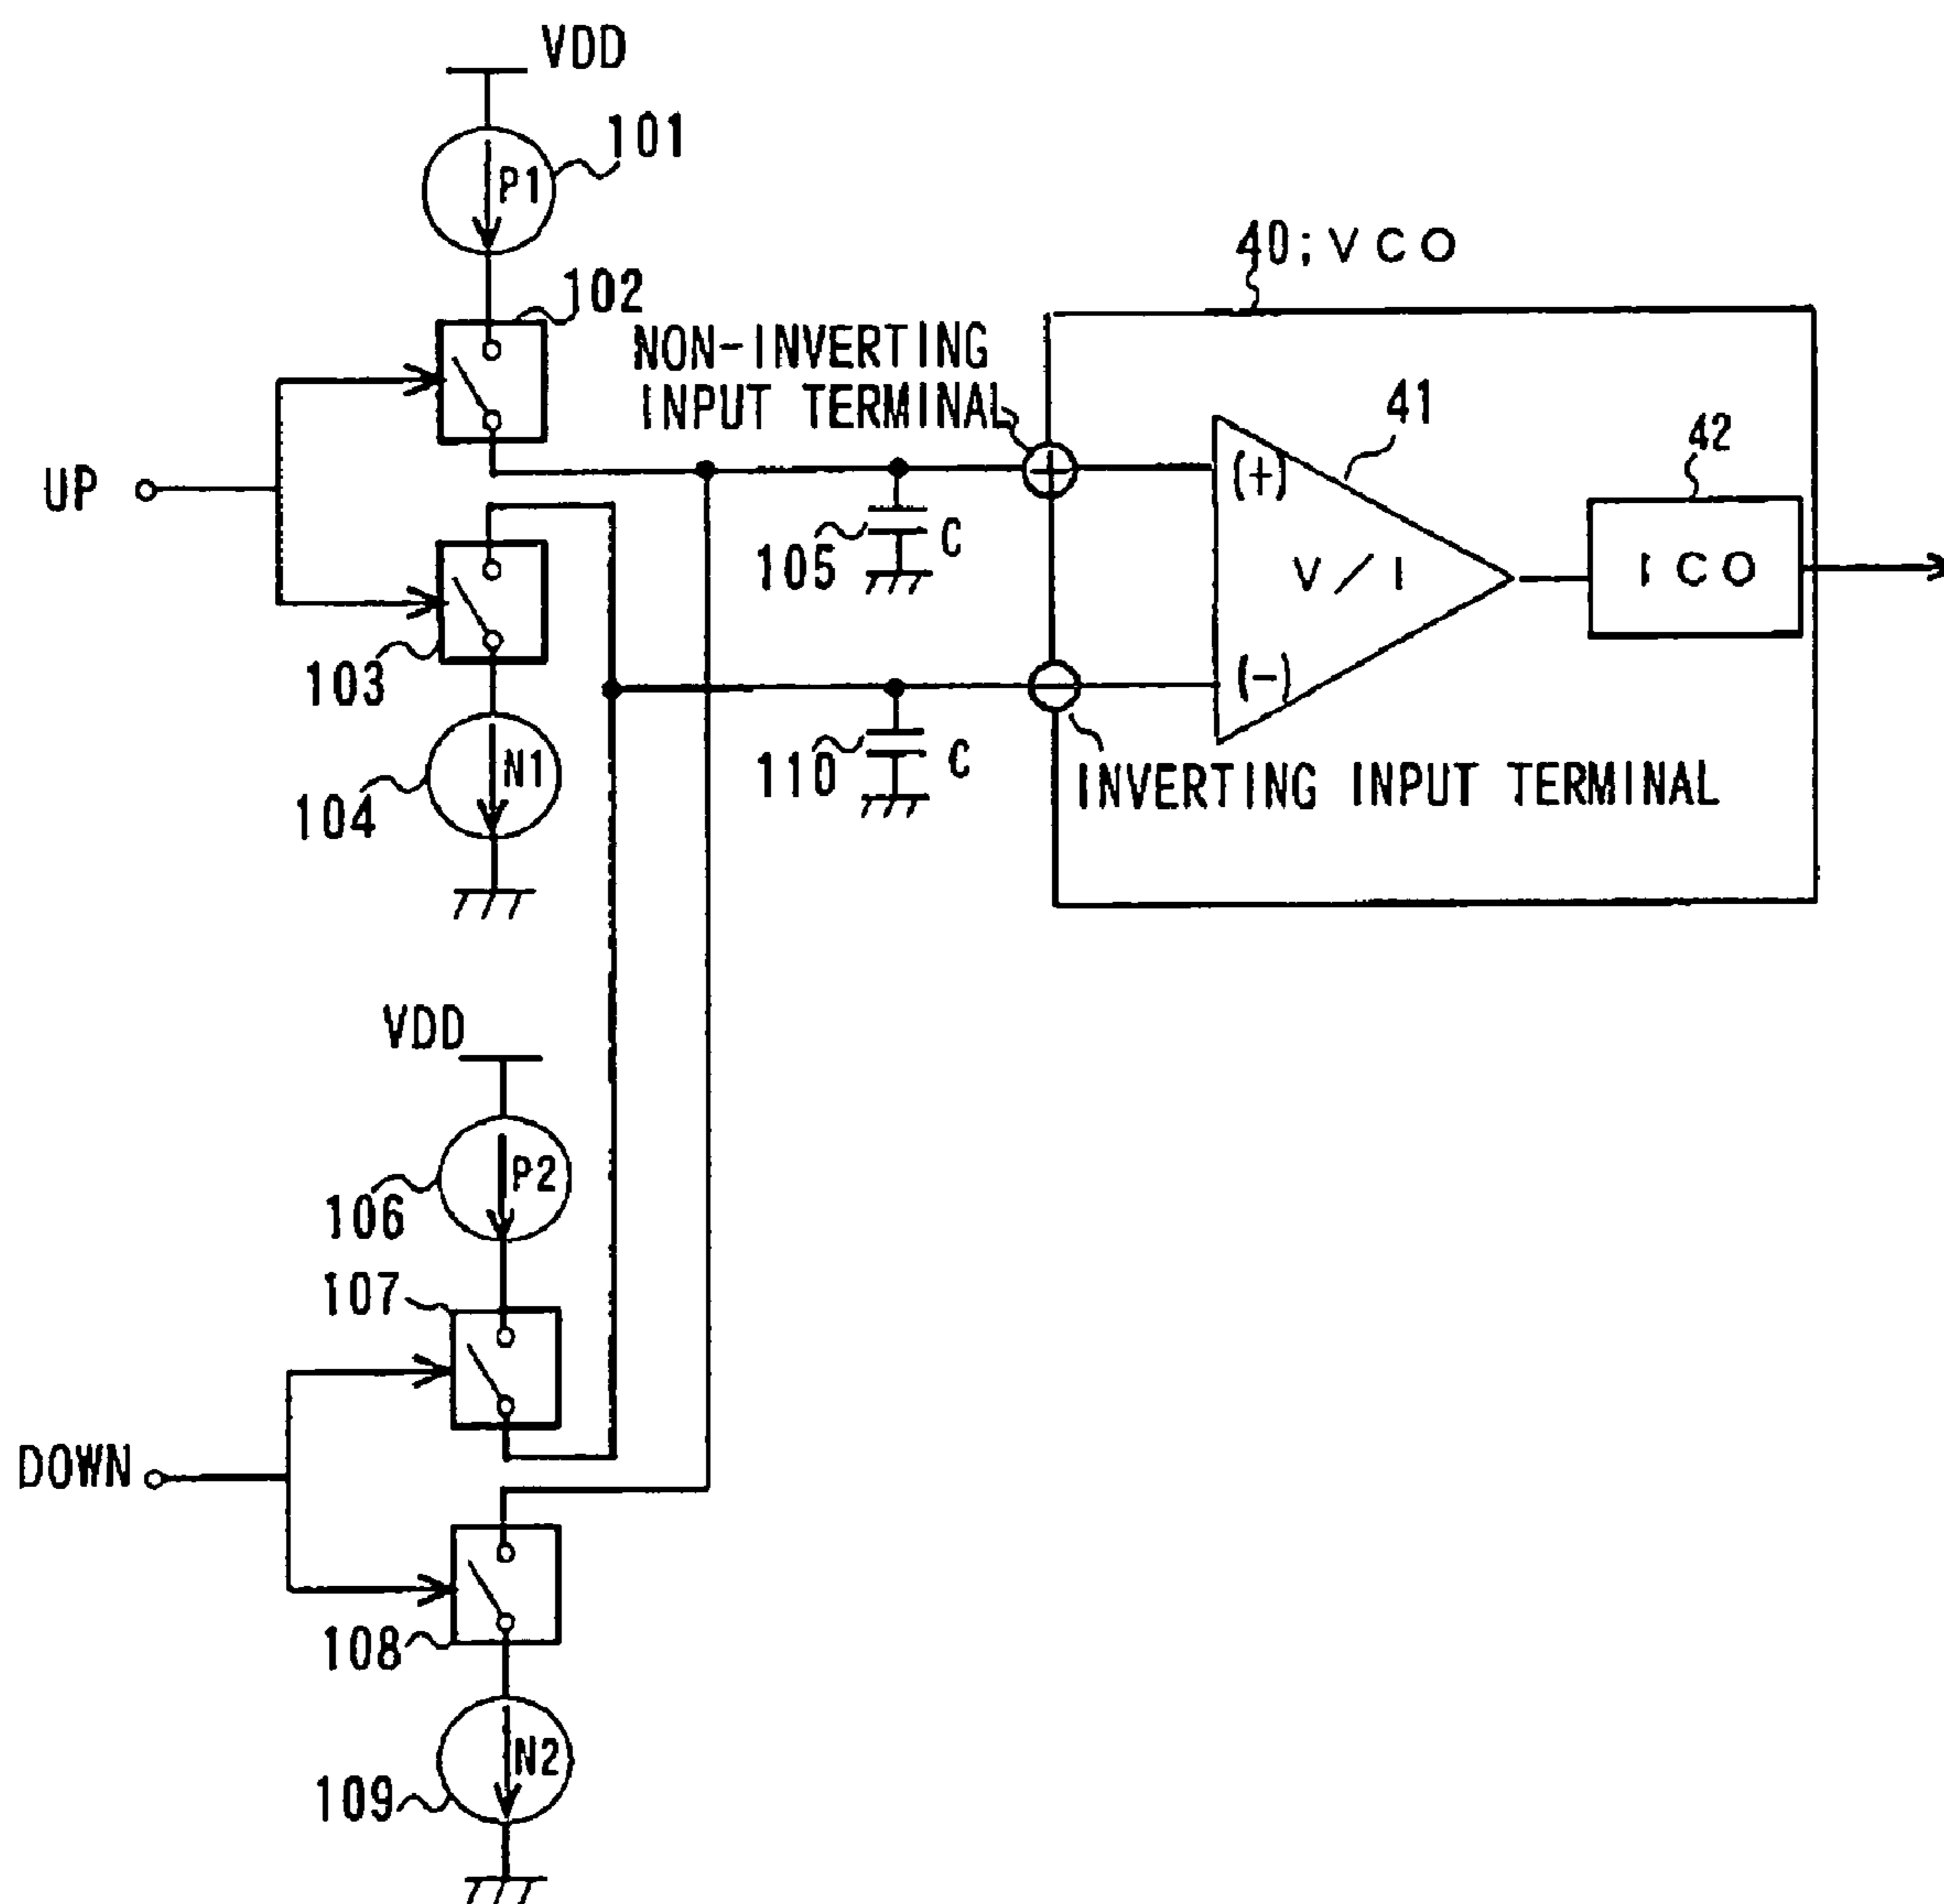 VDD
P1
101
102
40;VCO
NON-INVERTING
INPUT TERMINAL
41
42
UP
(+)
105
C
V/I
ICO
103
(-)
N1
110
C
104
INVERTING INPUT TERMINAL
VDD
P2
106
107
DOWN
108
N2
109